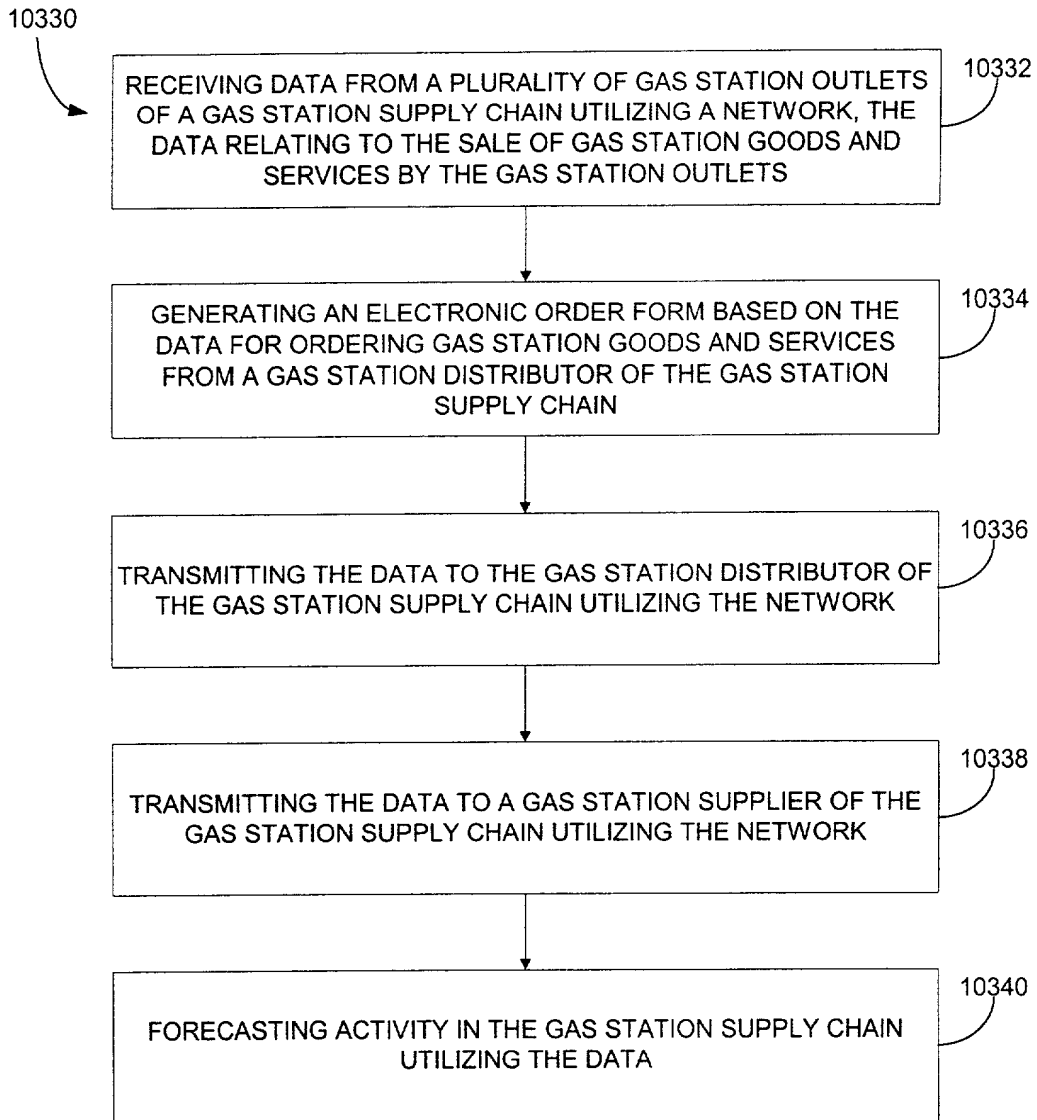 10330
RECEIVING DATA FROM A PLURALITY OF GAS STATION OUTLETS
OF A GAS STATION SUPPLY CHAIN UTILIZING A NETWORK, THE
DATA RELATING TO THE SALE OF GAS STATION GOODS AND
SERVICES BY THE GAS STATION OUTLETS
10332
GENERATING AN ELECTRONIC ORDER FORM BASED ON THE
DATA FOR ORDERING GAS STATION GOODS AND SERVICES
FROM A GAS STATION DISTRIBUTOR OF THE GAS STATION
SUPPLY CHAIN
10334
TRANSMITTING THE DATA TO THE GAS STATION DISTRIBUTOR OF
THE GAS STATION SUPPLY CHAIN UTILIZING THE NETWORK
10336
TRANSMITTING THE DATA TO A GAS STATION SUPPLIER OF THE
GAS STATION SUPPLY CHAIN UTILIZING THE NETWORK
10338
FORECASTING ACTIVITY IN THE GAS STATION SUPPLY CHAIN
UTILIZING THE DATA
10340